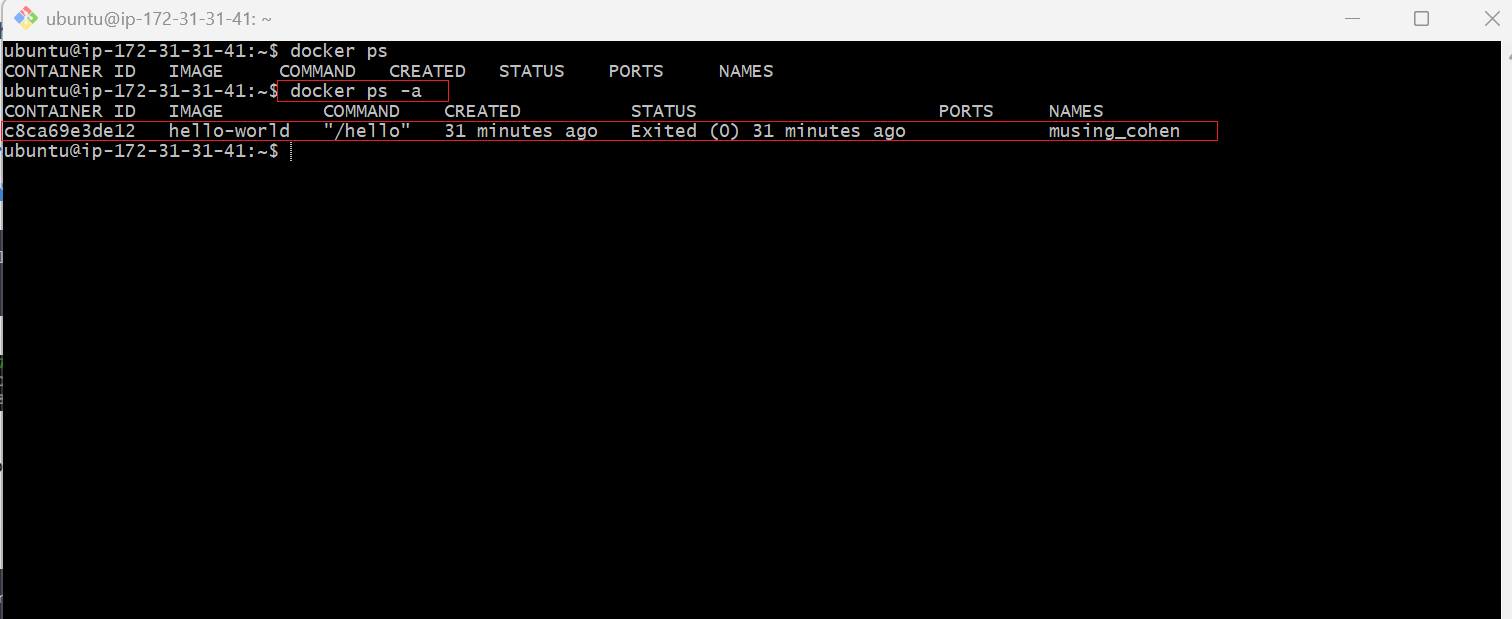 ubuntu@ip-172-31-31-41: ~
ubuntu@ip-172-31-31-41:~$ docker ps
CONTAINER ID   IMAGE     COMMAND   CREATED   STATUS    PORTS     NAMES
ubuntu@ip-172-31-31-41:~$ docker ps -a
CONTAINER ID   IMAGE         COMMAND    CREATED          STATUS                      PORTS     NAMES
c8ca69e3de12   hello-world   "/hello"   31 minutes ago   Exited (0) 31 minutes ago             musing_cohen
ubuntu@ip-172-31-31-41:~$